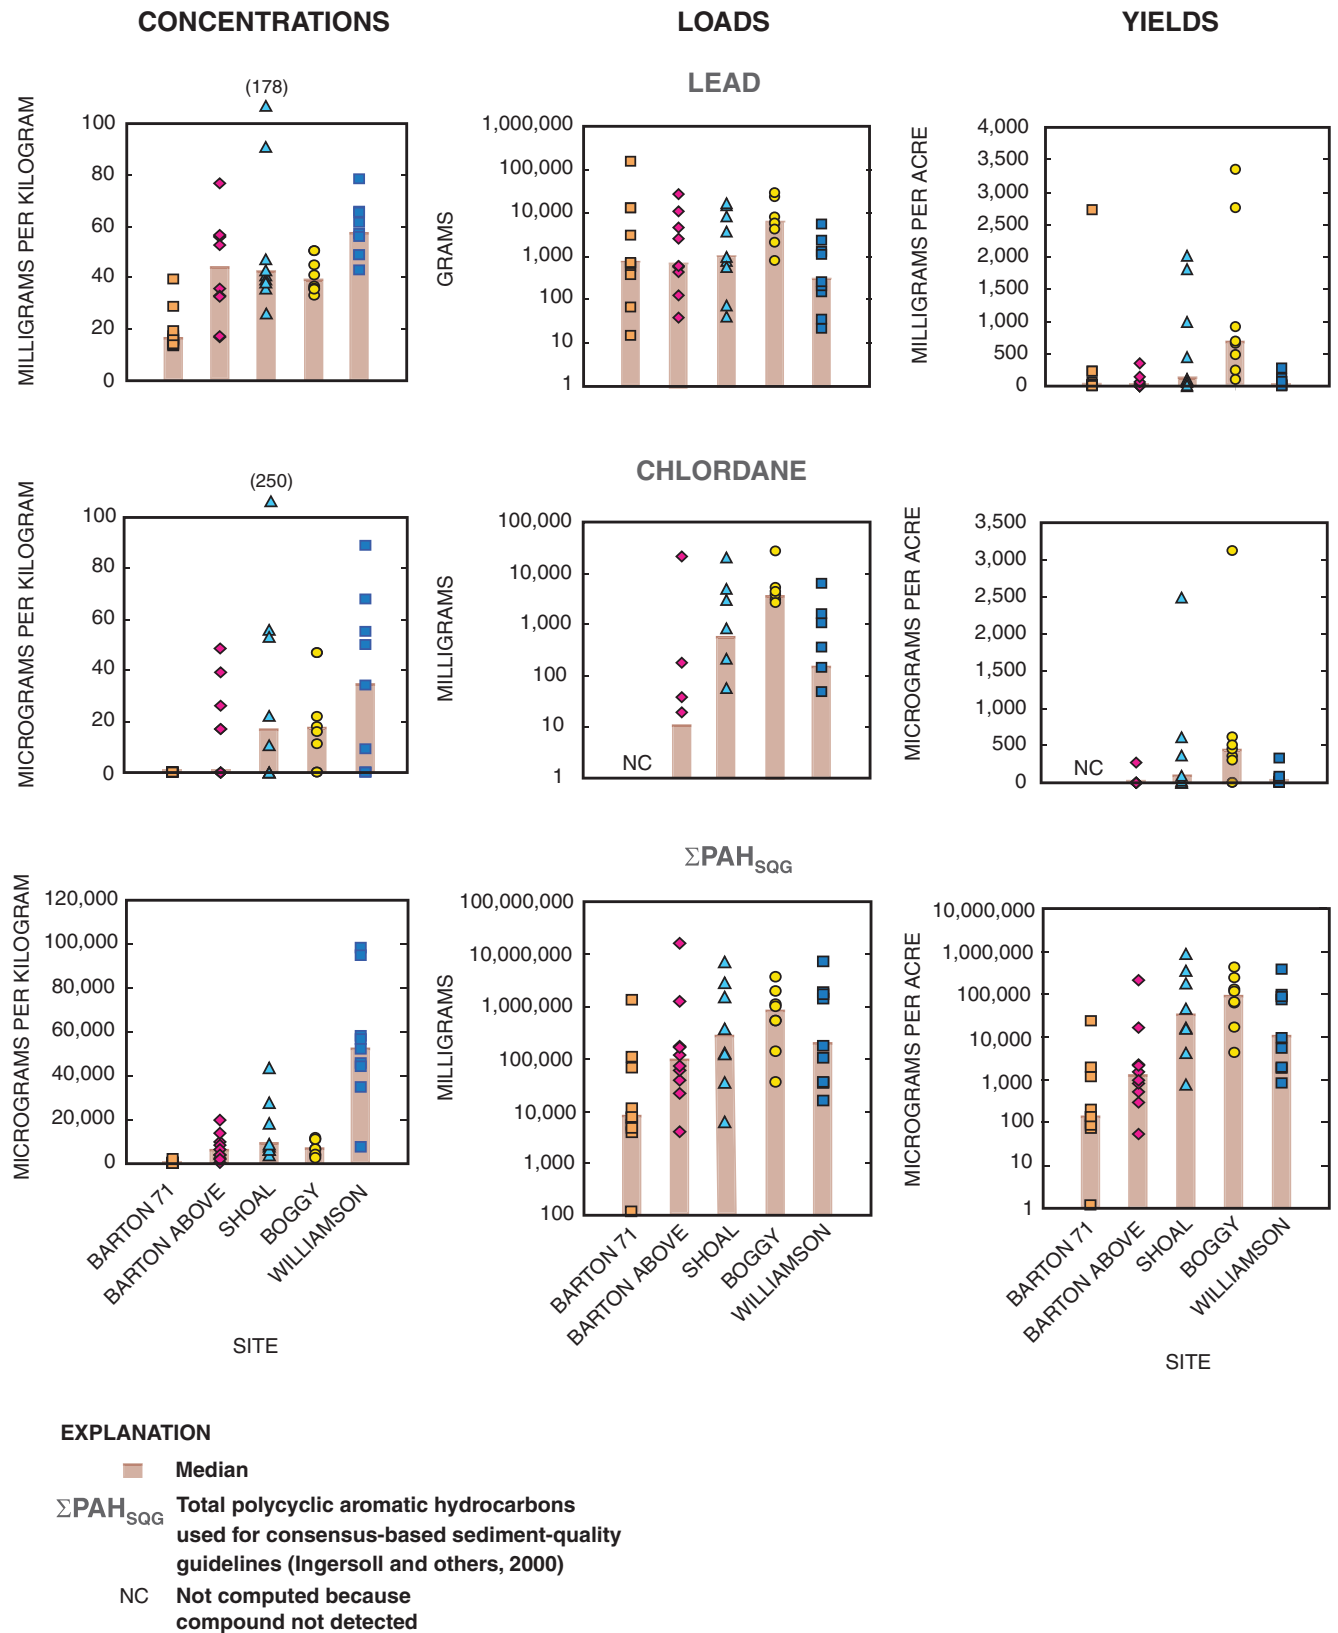 CONCENTRATIONS
LOADS
YIELDS
LEAD
(178)
MILLIGRAMS PER KILOGRAM
100
80
60
40
20
0
GRAMS
1,000,000
100,000
10,000
1,000
100
10
1
MILLIGRAMS PER ACRE
4,000
3,500
3,000
2,500
2,000
1,500
1,000
500
0
CHLORDANE
(250)
MICROGRAMS PER KILOGRAM
100
80
60
40
20
0
MILLIGRAMS
100,000
10,000
1,000
100
10
1
NC
MICROGRAMS PER ACRE
3,500
3,000
2,500
2,000
1,500
1,000
500
0
NC
ΣPAHSQG
MICROGRAMS PER KILOGRAM
120,000
100,000
80,000
60,000
40,000
20,000
0
BARTON 71
BARTON ABOVE
SHOAL
BOGGY
WILLIAMSON
SITE
MILLIGRAMS
100,000,000
10,000,000
1,000,000
100,000
10,000
1,000
100
BARTON 71
BARTON ABOVE
SHOAL
BOGGY
WILLIAMSON
MICROGRAMS PER ACRE
10,000,000
1,000,000
100,000
10,000
1,000
100
10
1
BARTON 71
BARTON ABOVE
SHOAL
BOGGY
WILLIAMSON
SITE
EXPLANATION
Median
ΣPAHSQG Total polycyclic aromatic hydrocarbons
used for consensus-based sediment-quality
guidelines (Ingersoll and others, 2000)
NC Not computed because
compound not detected